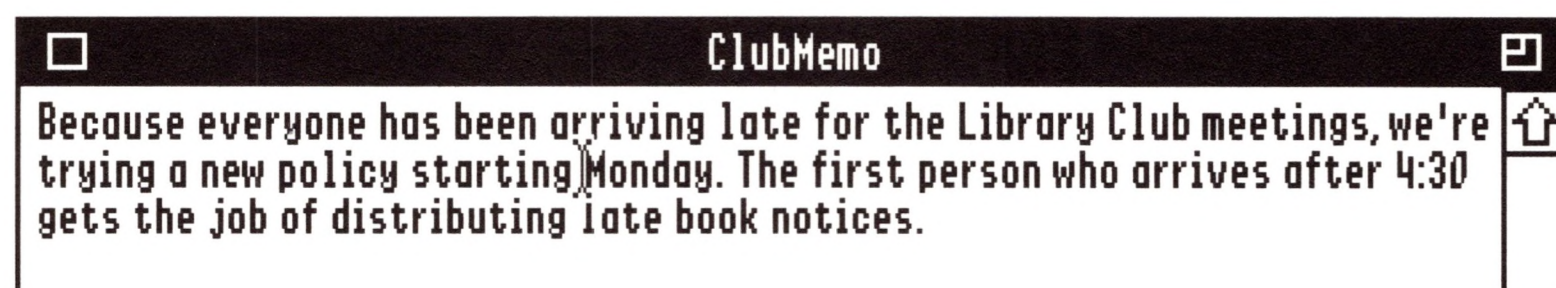 ClubMemo
Because everyone has been arriving late for the Library Club meetings, we're
trying a new policy starting Monday. The first person who arrives after 4:30
gets the job of distributing late book notices.